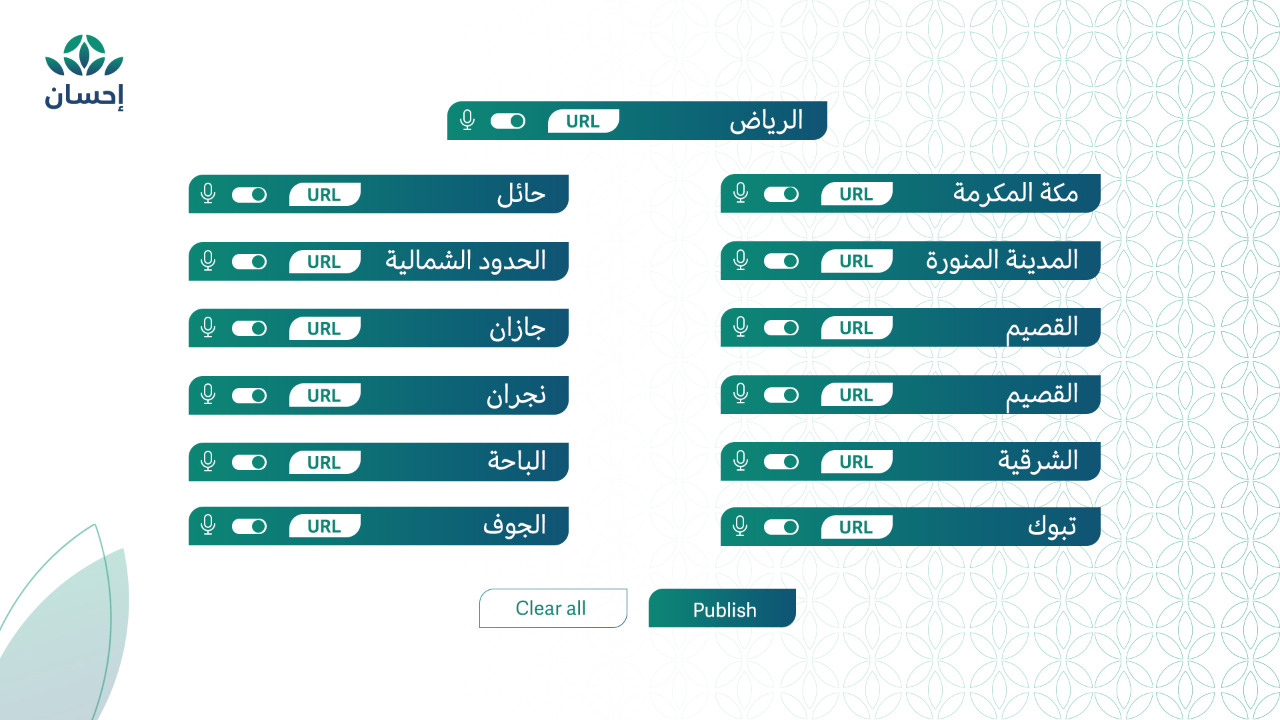 إحسان
الرياض URL
مكة المكرمة URL
حائل URL
المدينة المنورة URL
الحدود الشمالية URL
القصيم URL
جازان URL
القصيم URL
نجران URL
الشرقية URL
الباحة URL
تبوك URL
الجوف URL
Clear all
Publish